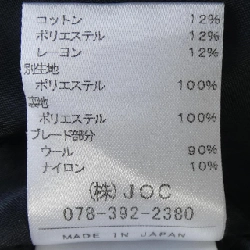 コットン 12%
ポリエステル 12%
レーヨン 12%
別生地
ポリエステル 100%
裏地
ポリエステル 100%
ブレード部分
ウール 90%
ナイロン 10%
(株)JOC
078-392-2380
MADE IN JAPAN